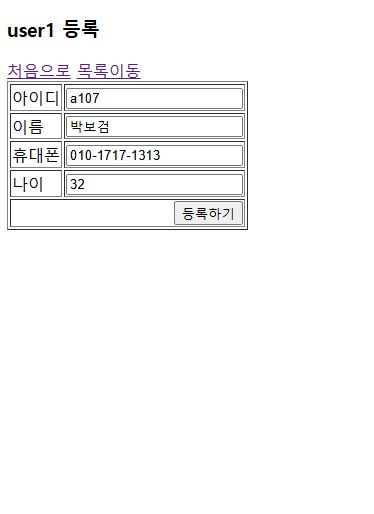 user1 등록
처음으로 목록이동
아이디 a107
이름 박보검
휴대폰 010-1717-1313
나이 32
등록하기